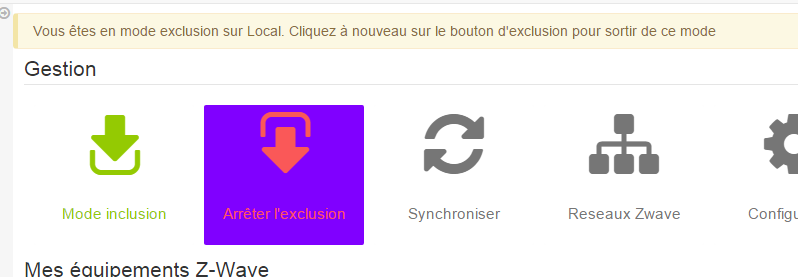 Vous êtes en mode exclusion sur Local. Cliquez à nouveau sur le bouton d'exclusion pour sortir de ce mode
Gestion
Mode inclusion
Arrêter l'exclusion
Synchroniser
Reseaux Zwave
Configu
Mes équipements Z-Wave